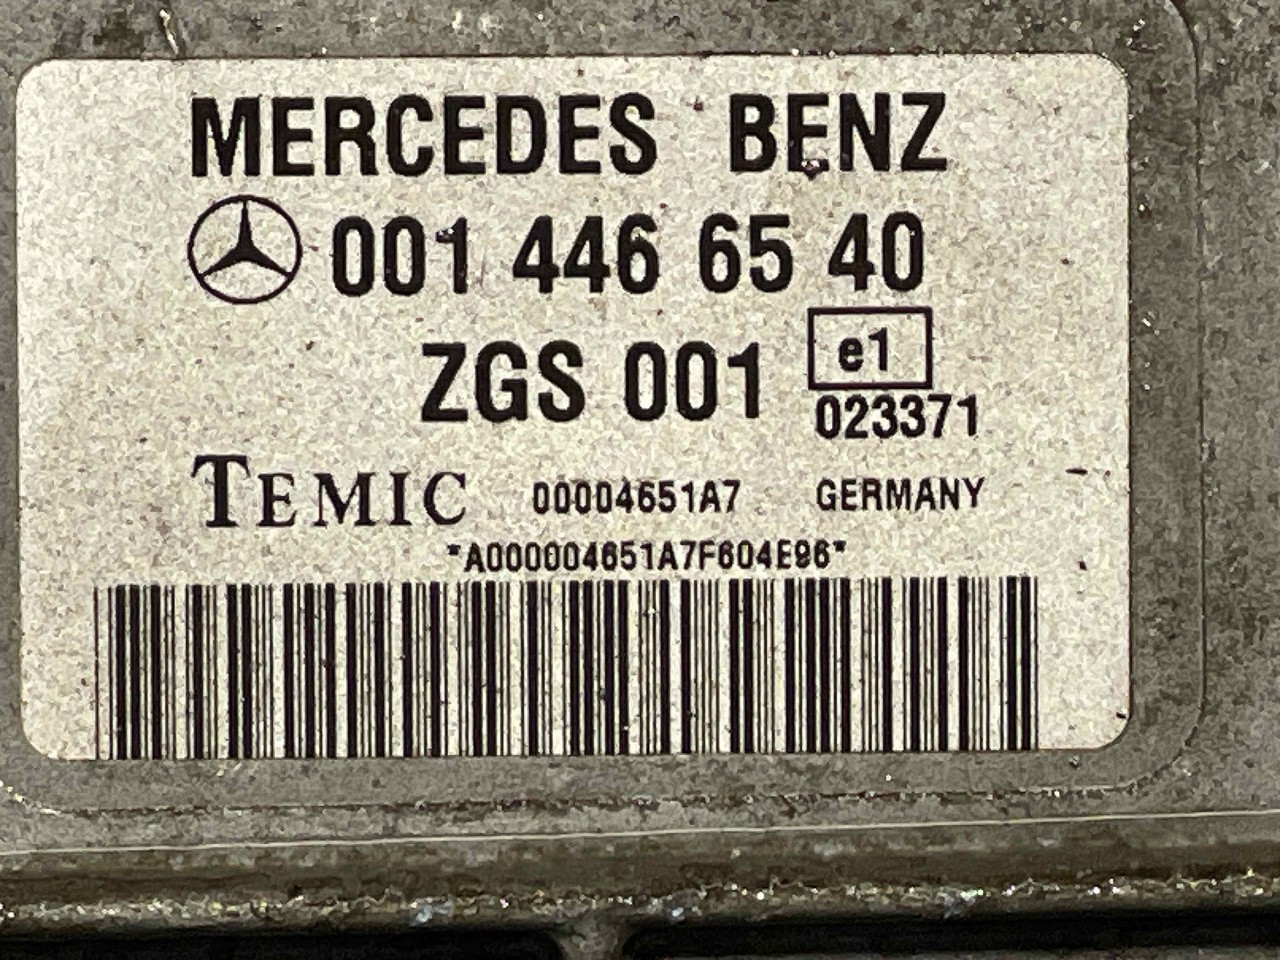 MERCEDES BENZ
001 446 65 40
ZGS 001 e1
023371
TEMIC 00004651A7 GERMANY
*A000004651A7F604E96*